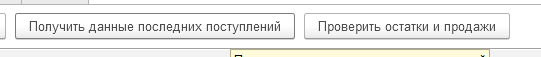 Получить данные последних поступлений
Проверить остатки и продажи